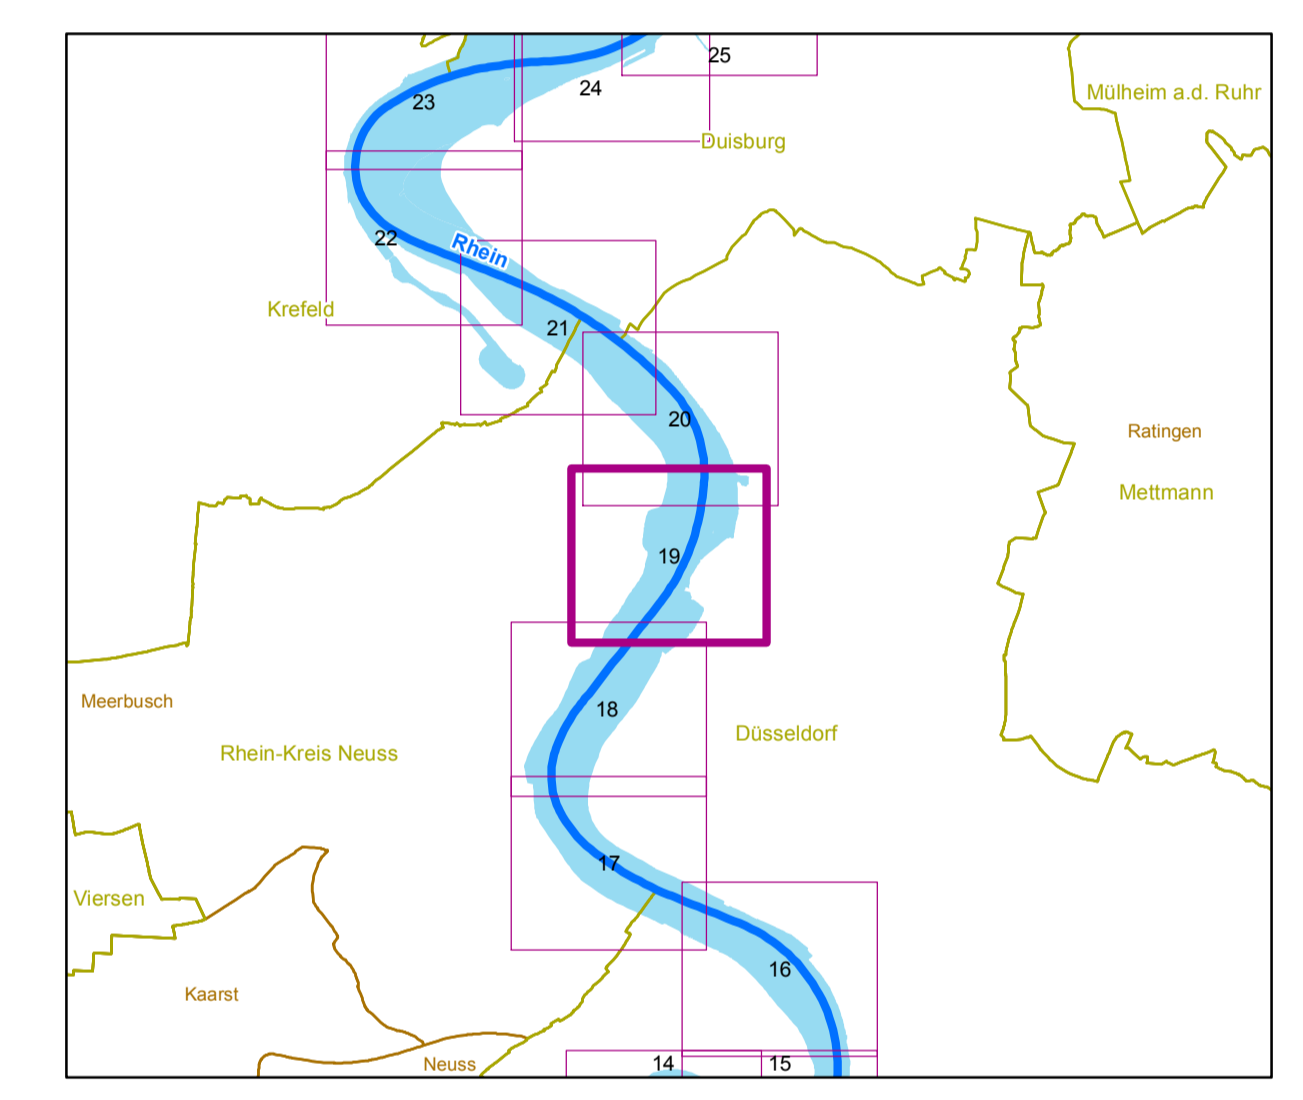 25
24
Mülheim a.d. Ruhr
23
Duisburg
22
Rhein
Krefeld
21
20
Ratingen
Mettmann
19
Meerbusch
18
Düsseldorf
Rhein-Kreis Neuss
17
Viersen
16
Kaarst
Neuss
14
15